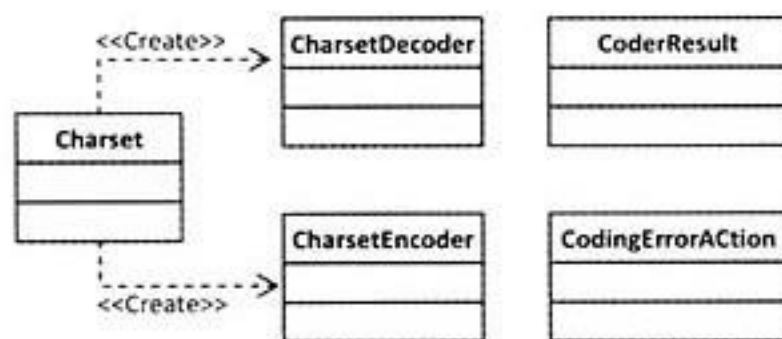 <<Create>>
CharsetDecoder
CoderResult
Charset
CharsetEncoder
CodingErrorACtion
<<Create>>